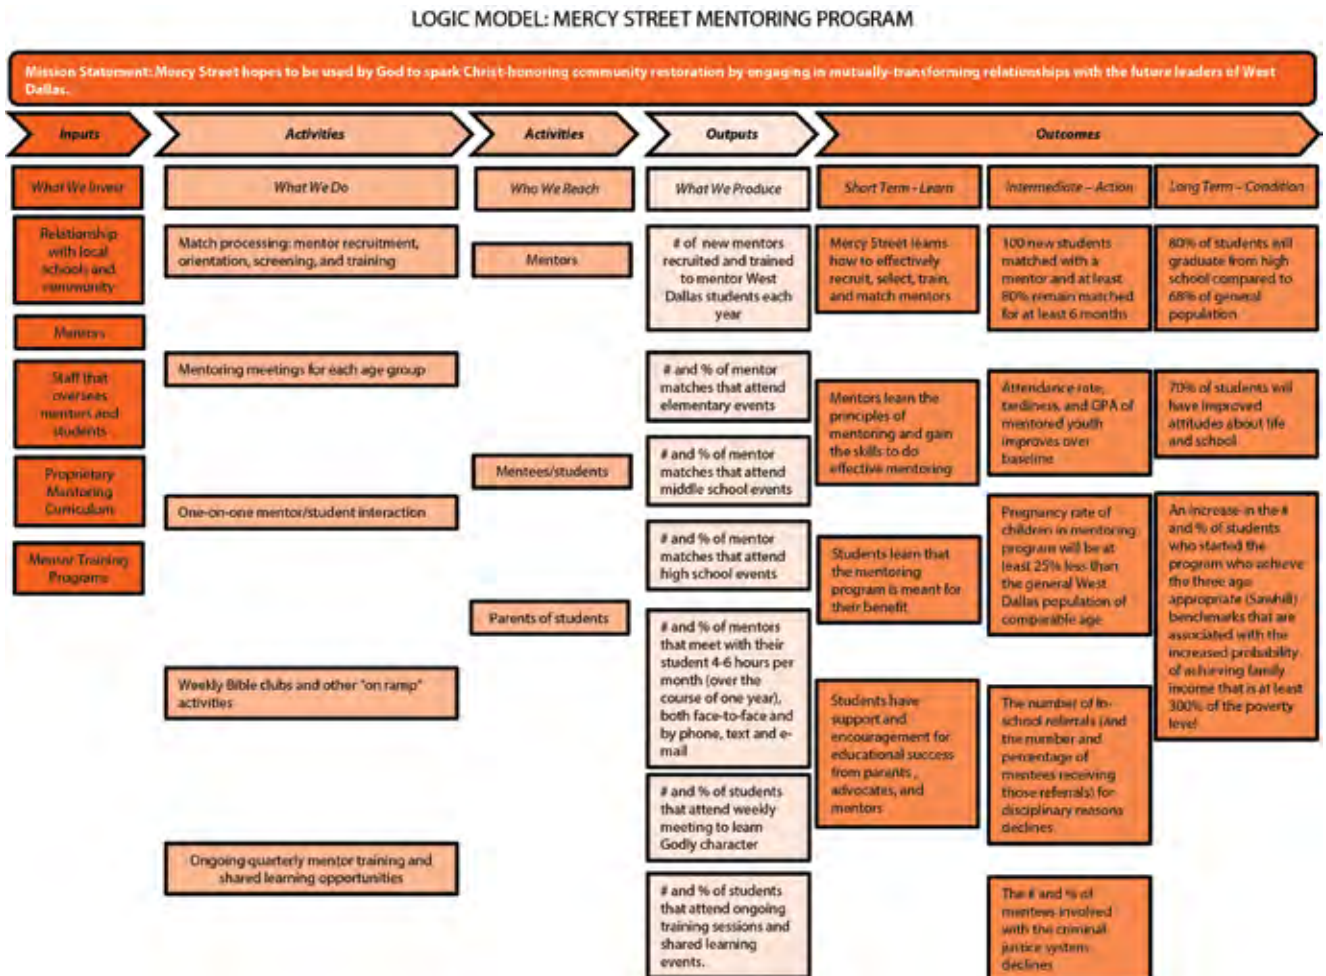 LOGIC MODEL: MERCY STREET MENTORING PROGRAM
Mission Statement: Mercy Street hopes to be used by God to spark Christ-honoring community restoration by engaging in mutually-transforming relationships with the future leaders of West
Dallas.
Inputs
Activities
Activities
Outputs
Outcomes
What We Invest
What We Do
Who We Reach
What We Produce
Short Term - Learn
Intermediate – Action
Long Term – Condition
Relationship
with local
schools and
community
Mentors
Staff that
oversees
mentors and
students
Proprietary
Mentoring
Curriculum
Mentor Training
Programs
Match processing: mentor recruitment,
orientation, screening, and training
Mentoring meetings for each age group
One-on-one mentor/student interaction
Weekly Bible clubs and other "on ramp"
activities
Ongoing quarterly mentor training and
shared learning opportunities
Mentors
Mentees/students
Parents of students
# of new mentors
recruited and trained
to mentor West
Dallas students each
year
# and % of mentor
matches that attend
elementary events
# and % of mentor
matches that attend
middle school events
# and % of mentor
matches that attend
high school events
# and % of mentors
that meet with their
student 4-6 hours per
month (over the
course of one year),
both face-to-face and
by phone, text and e-
mail
# and % of students
that attend weekly
meeting to learn
Godly character
# and % of students
that attend ongoing
training sessions and
shared learning
events.
Mercy Street learns
how to effectively
recruit, select, train,
and match mentors
Mentors learn the
principles of
mentoring and gain
the skills to do
effective mentoring
Students learn that
the mentoring
program is meant for
their benefit
Students have
support and
encouragement for
educational success
from parents,
advocates, and
mentors
100 new students
matched with a
mentor and at least
80% remain matched
for at least 6 months
Attendance rate,
tardiness, and GPA of
mentored youth
improves over
baseline
Pregnancy rate of
children in mentoring
program will be at
least 25% less than
the general West
Dallas population of
comparable age
The number of in-
school referrals (and
the number and
percentage of
mentees receiving
those referrals) for
disciplinary reasons
declines
The # and % of
mentees involved
with the criminal
justice system
declines
80% of students will
graduate from high
school compared to
68% of general
population
70% of students will
have improved
attitudes about life
and school
An increase in the #
and % of students
who started the
program who achieve
the three age
appropriate (Sawhill)
benchmarks that are
associated with the
increased probability
of achieving family
income that is at least
300% of the poverty
level